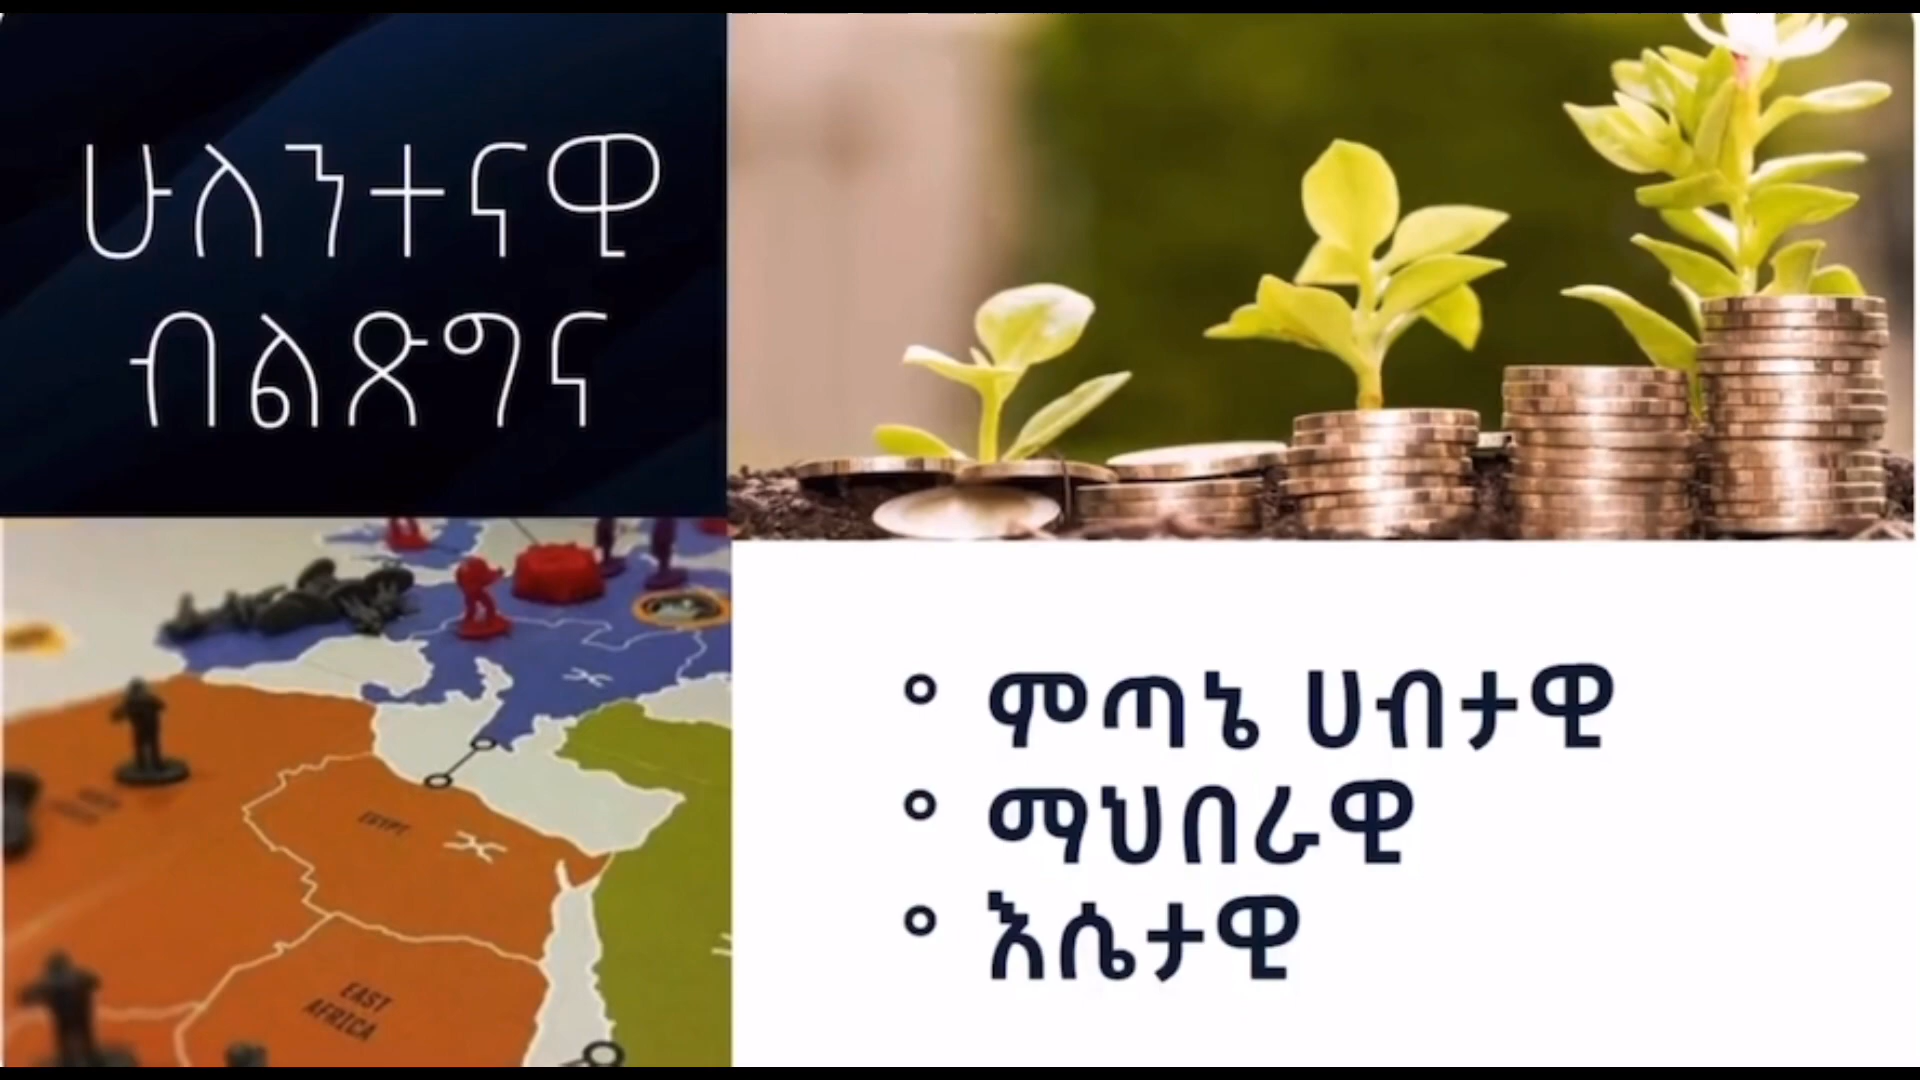 ሁለንተናዊ
ብልጽግና
° ምጣኔ ሀብታዊ
° ማህበራዊ
° እሴታዊ
EGYPT
EAST
AFRICA